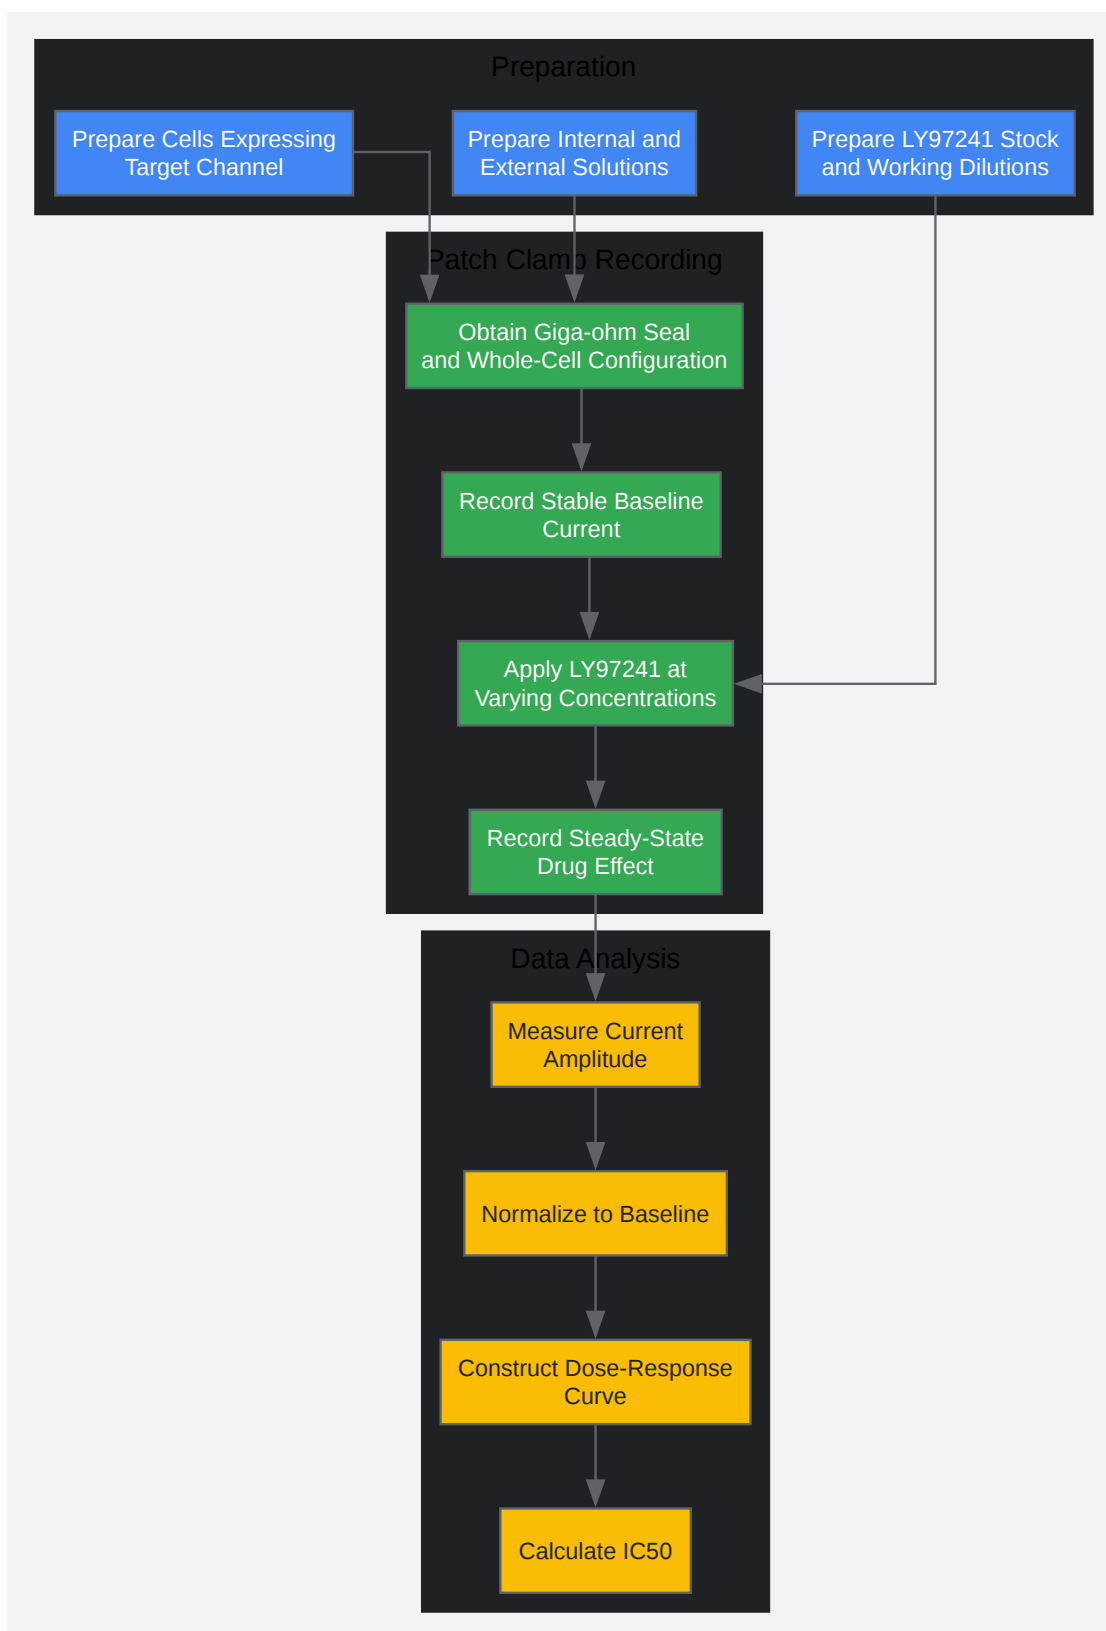 Preparation
Prepare Cells Expressing
Target Channel
Prepare Internal and
External Solutions
Prepare LY97241 Stock
and Working Dilutions
Patch Clamp Recording
Obtain Giga-ohm Seal
and Whole-Cell Configuration
Record Stable Baseline
Current
Apply LY97241 at
Varying Concentrations
Record Steady-State
Drug Effect
Data Analysis
Measure Current
Amplitude
Normalize to Baseline
Construct Dose-Response
Curve
Calculate IC50